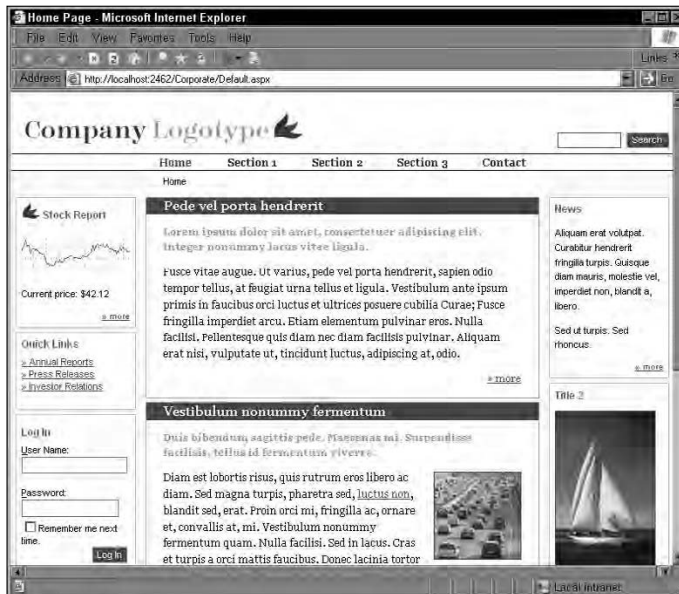 Home Page - Microsoft Internet Explorer
File Edit View Favorites Tools Help
Links »
Address http://localhost:2462/Corporate/Default.aspx Go
Company Logotype
Search
Home Section 1 Section 2 Section 3 Contact
Home
Stock Report
Current price: $42.12
» more
Quick Links
» Annual Reports
» Press Releases
» Investor Relations
Log In
User Name:
Password:
Remember me next
time.
Log In
Pede vel porta hendrerit
Lorem ipsum dolor sit amet, consectetuer adipiscing elit.
Integer nonummy lacus vitae ligula.
Fusce vitae augue. Ut varius, pede vel porta hendrerit, sapien odio
tempor tellus, at feugiat urna tellus et ligula. Vestibulum ante ipsum
primis in faucibus orci luctus et ultrices posuere cubilia Curae; Fusce
fringilla imperdiet arcu. Etiam elementum pulvinar eros. Nulla
facilisi. Pellentesque quis diam nec diam facilisis pulvinar. Aliquam
erat nisi, vulputate ut, tincidunt luctus, adipiscing at, odio.
» more
Vestibulum nonummy fermentum
Duis bibendum sagittis pede. Maecenas mi. Suspendisse
facilisis, tellus id fermentum viverra.
Diam est lobortis risus, quis rutrum eros libero ac
diam. Sed magna turpis, pharetra sed, luctus non,
blandit sed, erat. Proin orci mi, fringilla ac, ornare
et, convallis at, mi. Vestibulum nonummy
fermentum quam. Nulla facilisi. Sed in lacus. Cras
et turpis a orci mattis faucibus. Donec lacinia tortor
News
Aliquam erat volutpat.
Curabitur hendrerit
fringilla turpis. Quisque
diam mauris, molestie vel,
imperdiet non, blandit a,
libero.
Sed ut turpis. Sed
rhoncus.
» more
Title 2
Local intranet